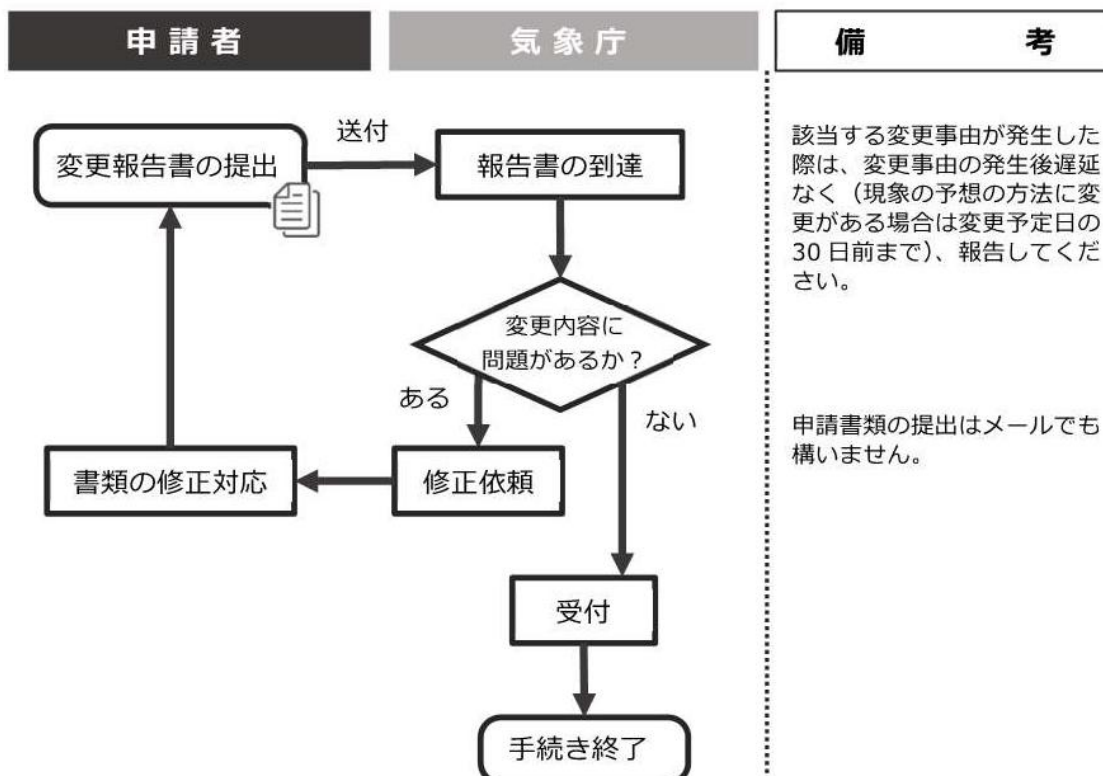 申請者
気象庁
備考
送付
変更報告書の提出
報告書の到達
変更内容に
問題があるか？
ある
ない
書類の修正対応
修正依頼
受付
手続き終了
該当する変更事由が発生した
際は、変更事由の発生後遅延
なく（現象の予想の方法に変
更がある場合は変更予定日の
30 日前まで）、報告してくだ
さい。
申請書類の提出はメールでも
構いません。